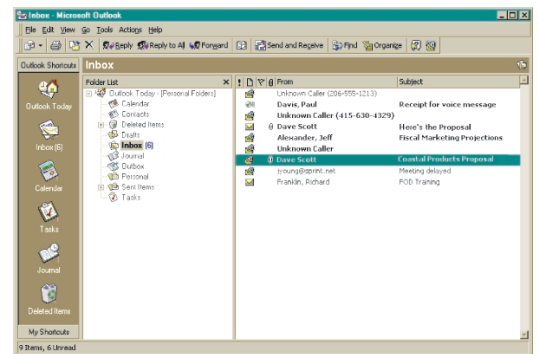 Inbox - Microsoft Outlook
File Edit View Go Tools Actions Help
Reply Reply to All Forward Send and Receive Find Organize
Outlook Shortcuts Inbox
Folder List × ! From Subject
Outlook Today - [Personal Folders]
Calendar
Contacts
Deleted Items
Drafts
Inbox (6)
Journal
Outbox
Personal
Sent Items
Tasks
Outlook Today
Inbox (6)
Calendar
Tasks
Journal
Deleted Items
My Shortcuts
Unknown Caller (206-555-1213)
Davis, Paul Receipt for voice message
Unknown Caller (415-630-4329)
Dave Scott Here's the Proposal
Alexander, Jeff Fiscal Marketing Projections
Unknown Caller
Dave Scott Coastal Products Proposal
jyoung@sprint.net Meeting delayed
Franklin, Richard FOD Training
9 Items, 6 Unread